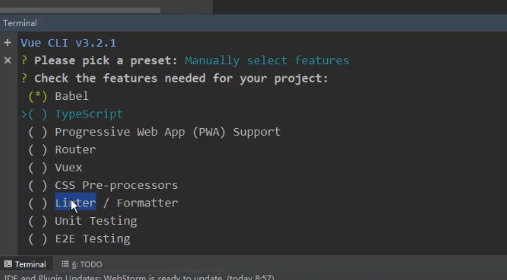 Terminal
+ Vue CLI v3.2.1
× ? Please pick a preset: Manually select features
? Check the features needed for your project:
(*) Babel
>( ) TypeScript
( ) Progressive Web App (PWA) Support
( ) Router
( ) Vuex
( ) CSS Pre-processors
( ) Linter / Formatter
( ) Unit Testing
( ) E2E Testing
Terminal 6: TODO
IDE and Plugin Updates: WebStorm is ready to update. (today 8:57)